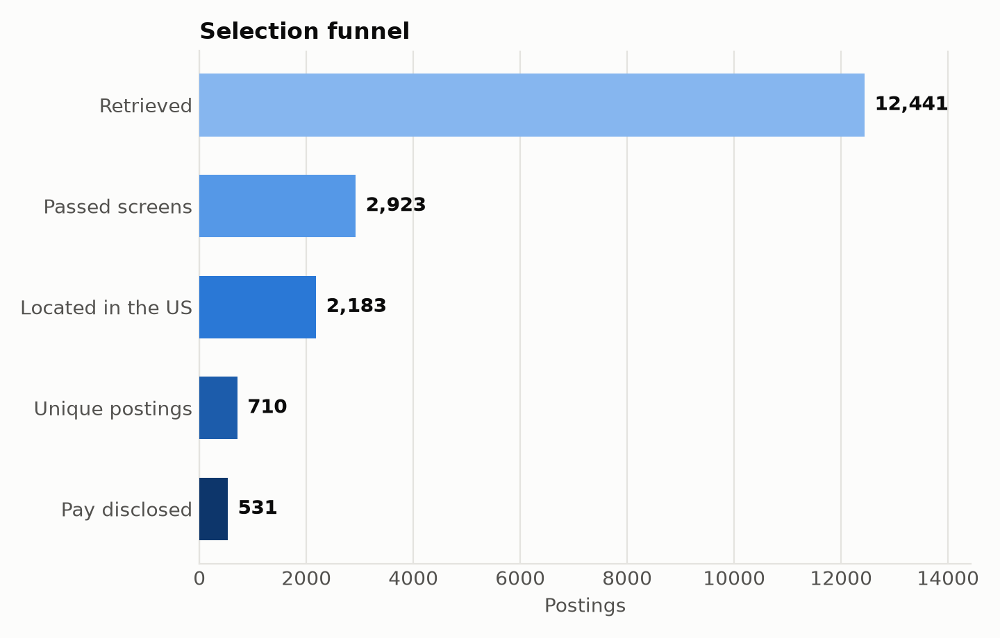 Selection funnel
Retrieved
12,441
Passed screens
2,923
Located in the US
2,183
Unique postings
710
Pay disclosed
531
0 2000 4000 6000 8000 10000 12000 14000
Postings